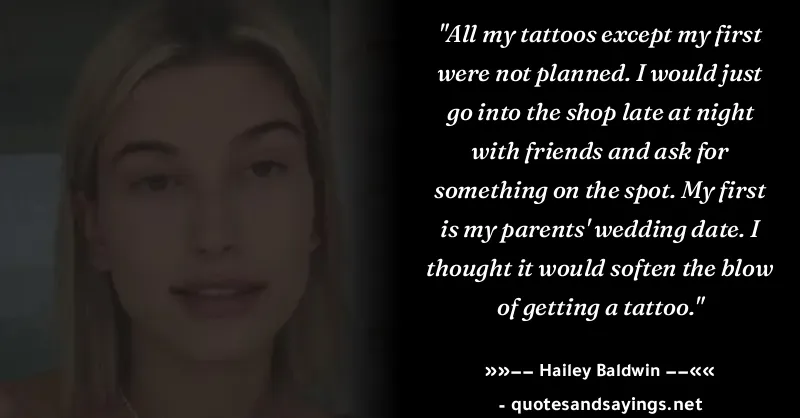 "All my tattoos except my first
were not planned. I would just
go into the shop late at night
with friends and ask for
something on the spot. My first
is my parents' wedding date. I
thought it would soften the blow
of getting a tattoo."
»»–– Hailey Baldwin ––««
- quotesandsayings.net